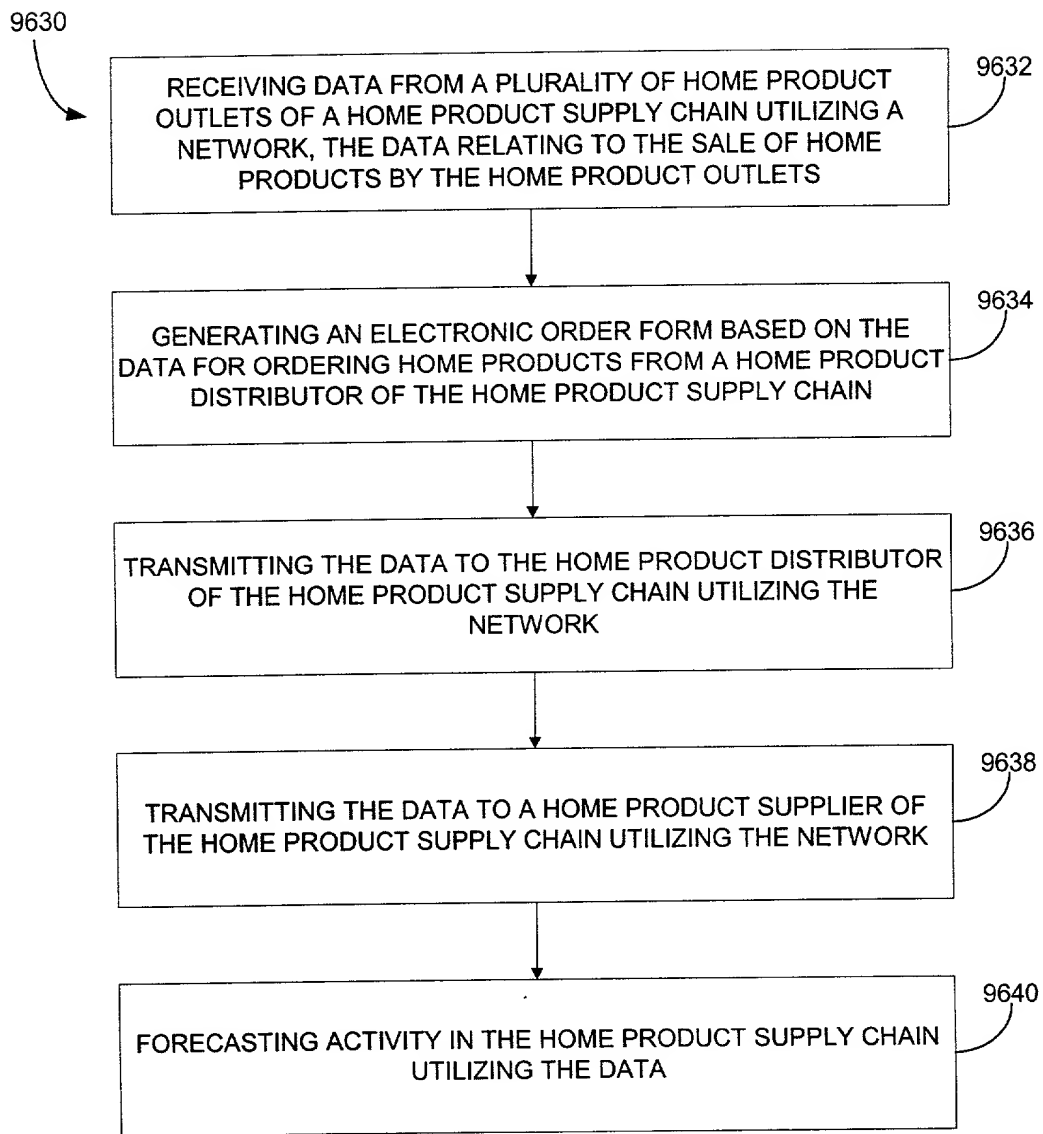 9630
RECEIVING DATA FROM A PLURALITY OF HOME PRODUCT
OUTLETS OF A HOME PRODUCT SUPPLY CHAIN UTILIZING A
NETWORK, THE DATA RELATING TO THE SALE OF HOME
PRODUCTS BY THE HOME PRODUCT OUTLETS
9632
GENERATING AN ELECTRONIC ORDER FORM BASED ON THE
DATA FOR ORDERING HOME PRODUCTS FROM A HOME PRODUCT
DISTRIBUTOR OF THE HOME PRODUCT SUPPLY CHAIN
9634
TRANSMITTING THE DATA TO THE HOME PRODUCT DISTRIBUTOR
OF THE HOME PRODUCT SUPPLY CHAIN UTILIZING THE
NETWORK
9636
TRANSMITTING THE DATA TO A HOME PRODUCT SUPPLIER OF
THE HOME PRODUCT SUPPLY CHAIN UTILIZING THE NETWORK
9638
FORECASTING ACTIVITY IN THE HOME PRODUCT SUPPLY CHAIN
UTILIZING THE DATA
9640